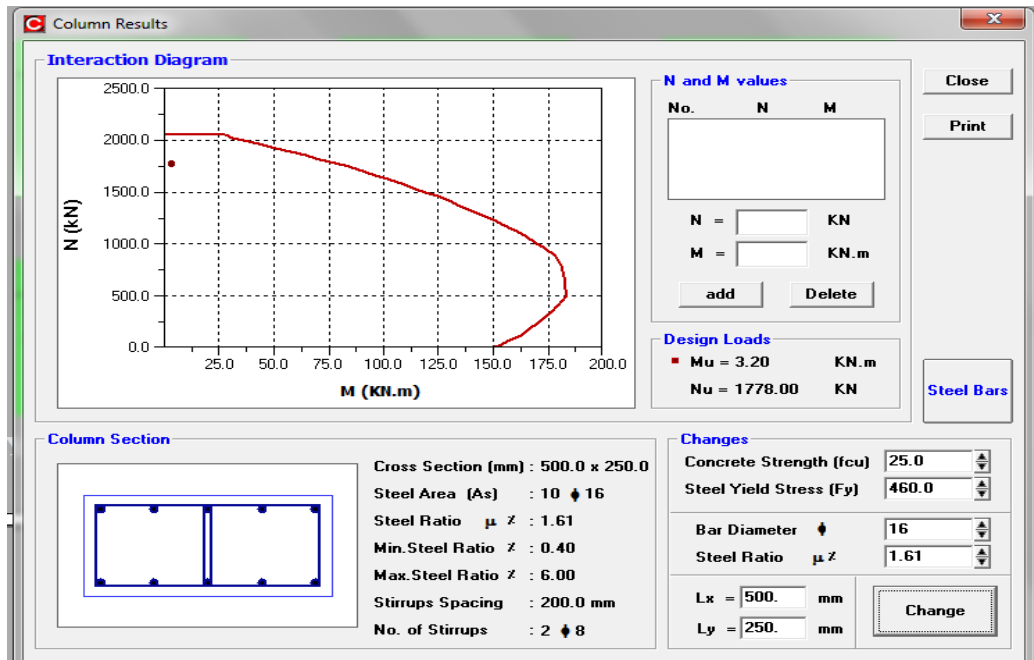 C Column Results
Interaction Diagram
2500.0
2000.0
1500.0
1000.0
500.0
0.0
N (kN)
25.0 50.0 75.0 100.0 125.0 150.0 175.0 200.0
M (KN.m)
N and M values
No. N M
N = KN
M = KN.m
add Delete
Design Loads
Mu = 3.20 KN.m
Nu = 1778.00 KN
Close
Print
Steel Bars
Column Section
Cross Section (mm) : 500.0 x 250.0
Steel Area (As) : 10 ϕ 16
Steel Ratio μ % : 1.61
Min.Steel Ratio % : 0.40
Max.Steel Ratio % : 6.00
Stirrups Spacing : 200.0 mm
No. of Stirrups : 2 ϕ 8
Changes
Concrete Strength (fcu) 25.0
Steel Yield Stress (Fy) 460.0
Bar Diameter ϕ 16
Steel Ratio μ % 1.61
Lx = 500. mm
Ly = 250. mm
Change